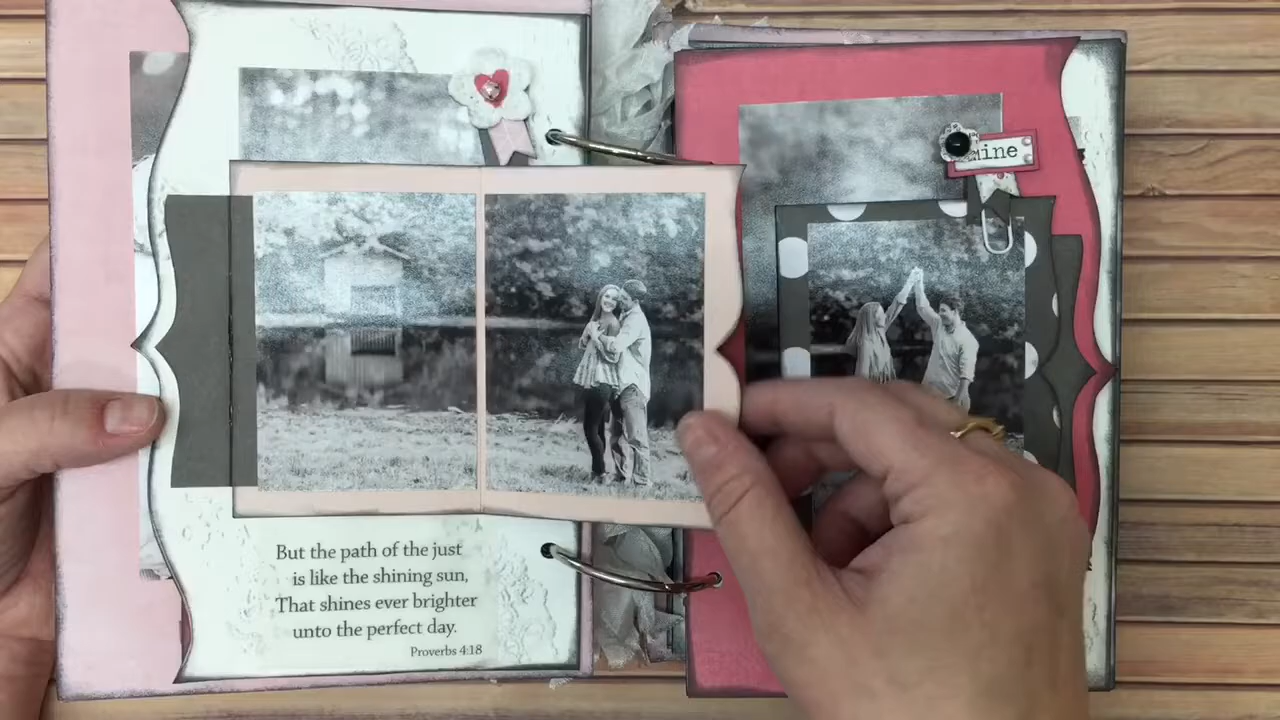 mine
But the path of the just
is like the shining sun,
That shines ever brighter
unto the perfect day.
Proverbs 4:18